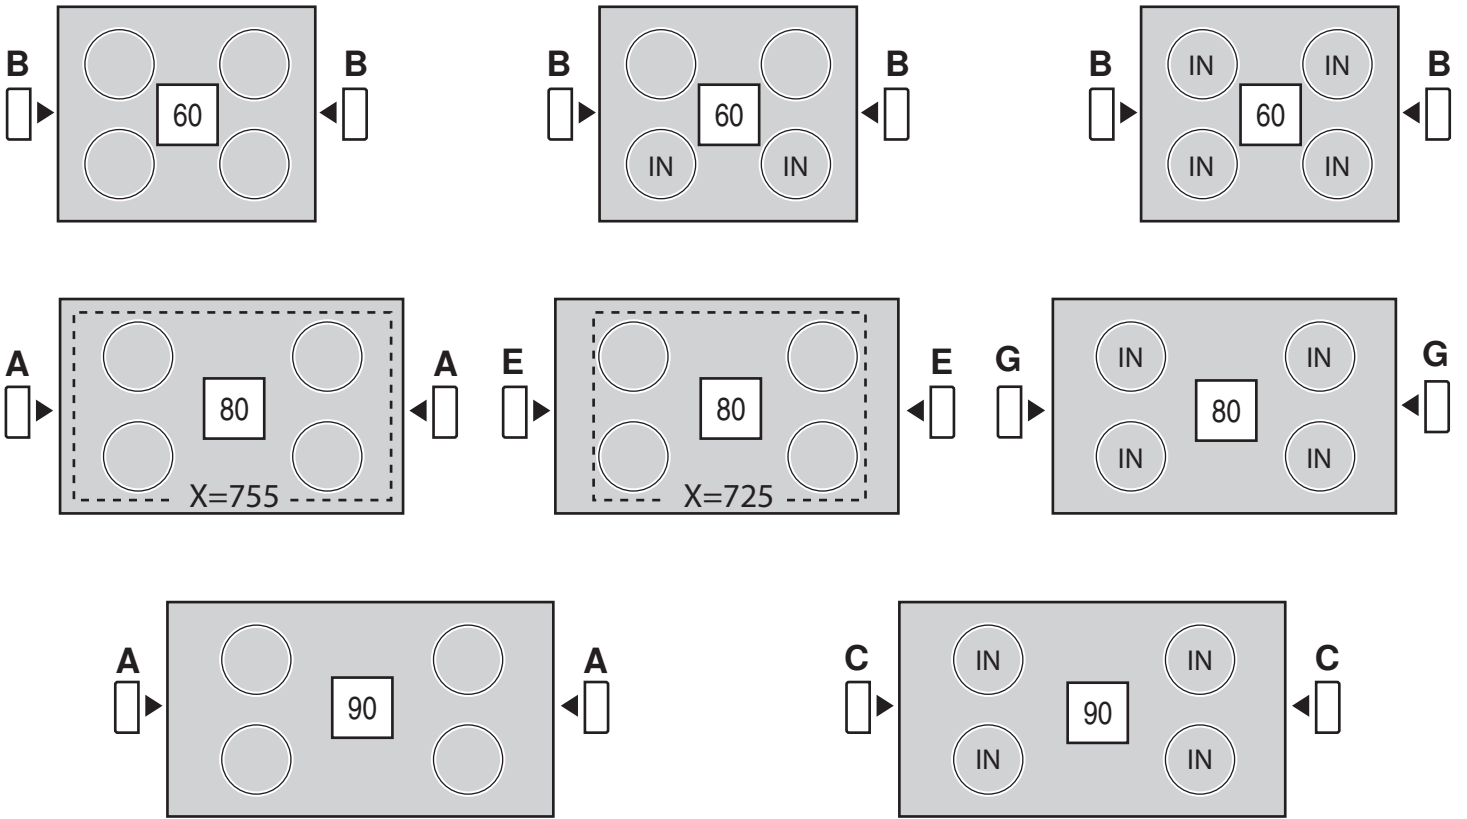 B B B B B B
60 60 60
IN IN
IN IN
IN IN
A A E E G G
80 80 80
IN IN
IN IN
X=755 X=725
A A C C
90 90
IN IN
IN IN